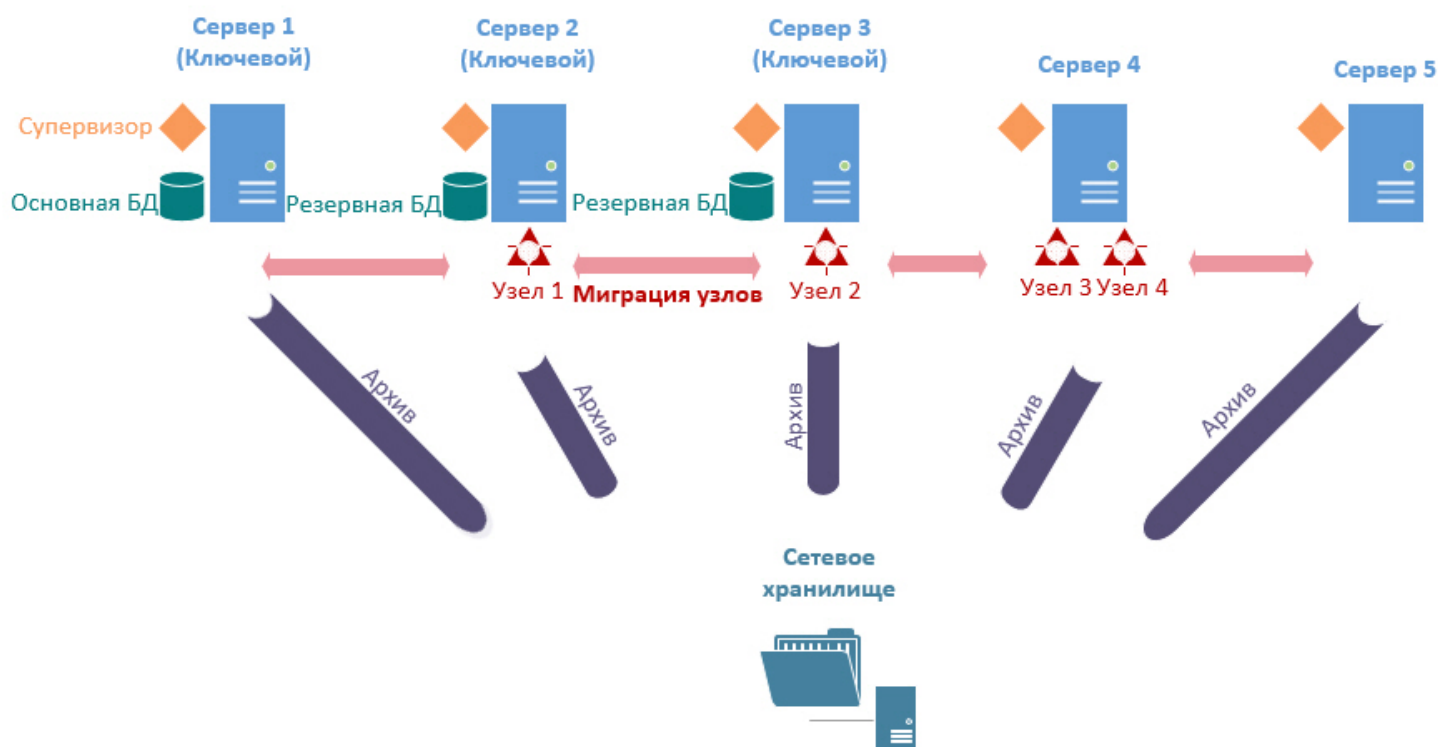 Сервер 1
(Ключевой)
Сервер 2
(Ключевой)
Сервер 3
(Ключевой)
Сервер 4
Сервер 5
Супервизор
Основная БД
Резервная БД
Резервная БД
Узел 1
Миграция узлов
Узел 2
Узел 3
Узел 4
Архив
Архив
Архив
Архив
Архив
Сетевое
хранилище